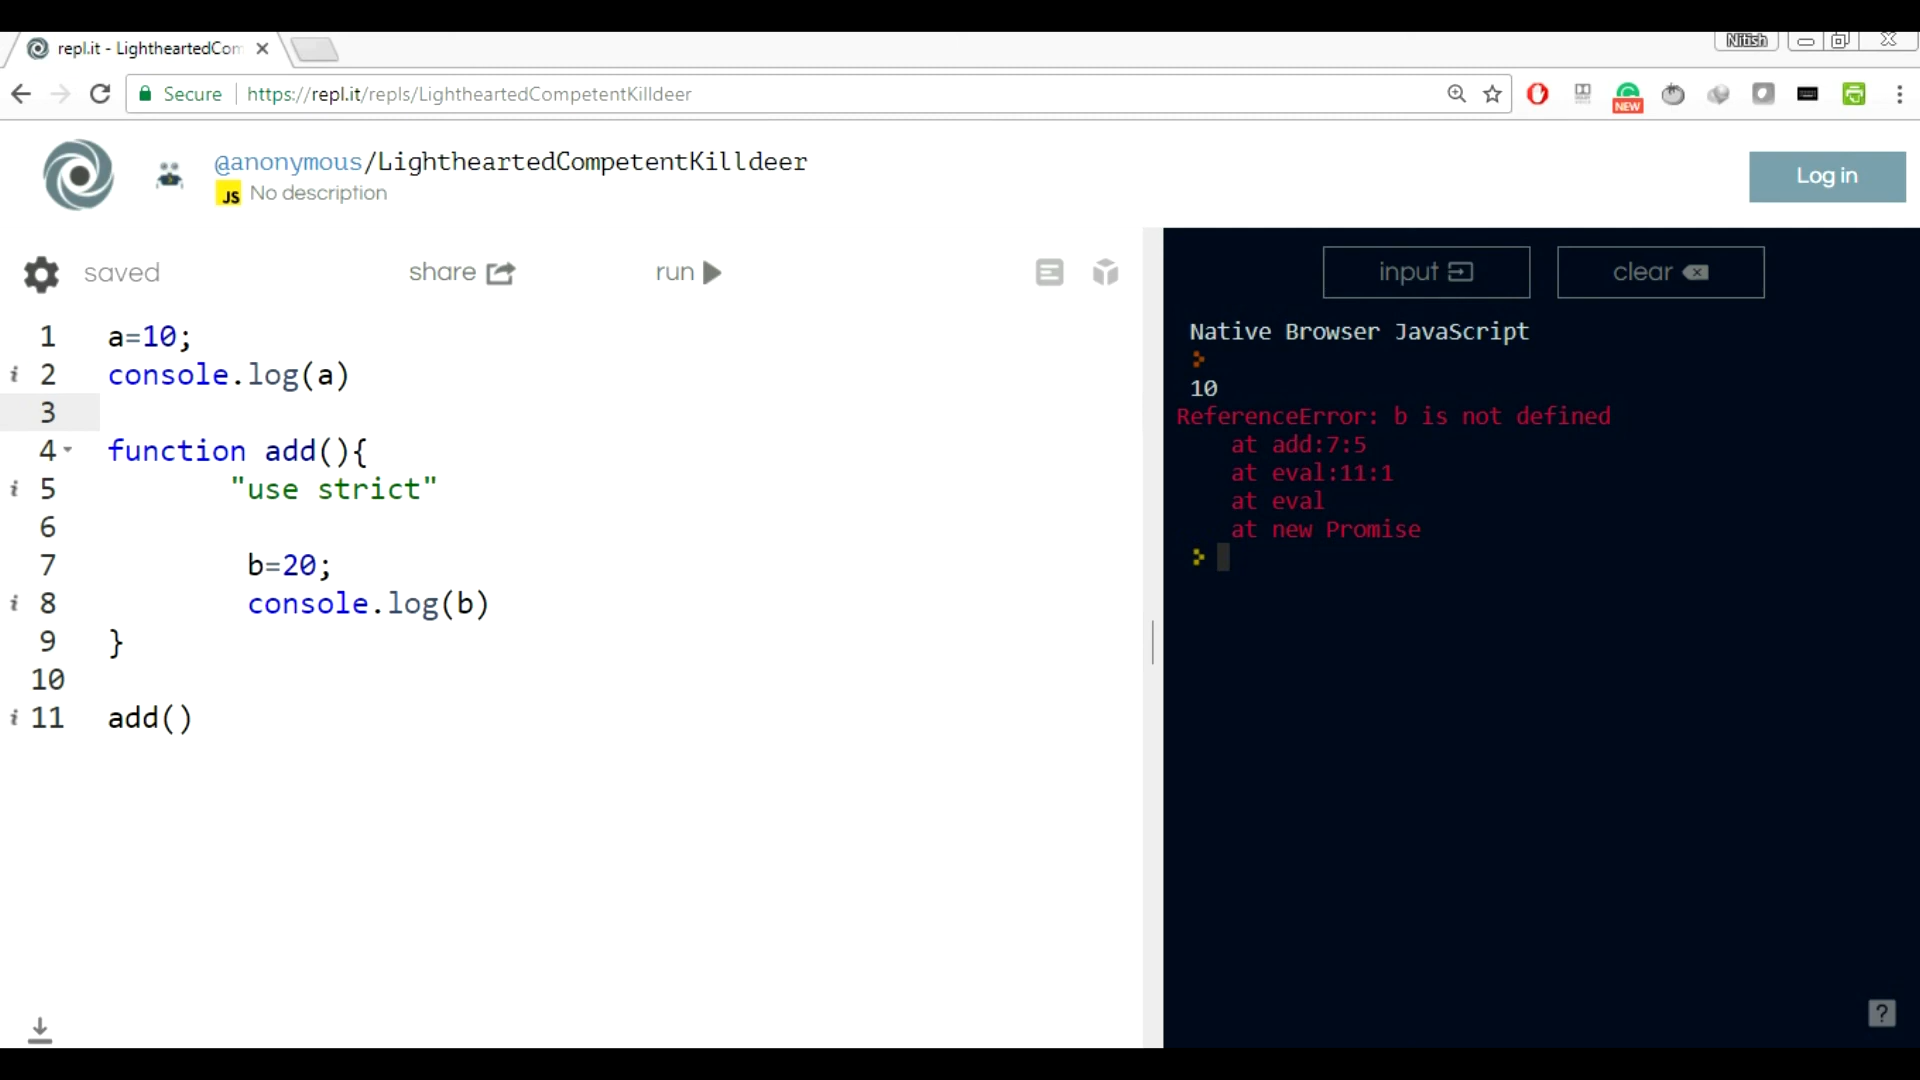 repl.it - LightheartedCom
Nitish
Secure https://repl.it/repls/LightheartedCompetentKilldeer
NEW
@anonymous/LightheartedCompetentKilldeer
JS No description
Log in
saved share run
input clear
1 a=10;
i 2 console.log(a)
3
4 function add(){
i 5 "use strict"
6
7 b=20;
i 8 console.log(b)
9 }
10
i 11 add()
Native Browser JavaScript
10
ReferenceError: b is not defined
at add:7:5
at eval:11:1
at eval
at new Promise
?